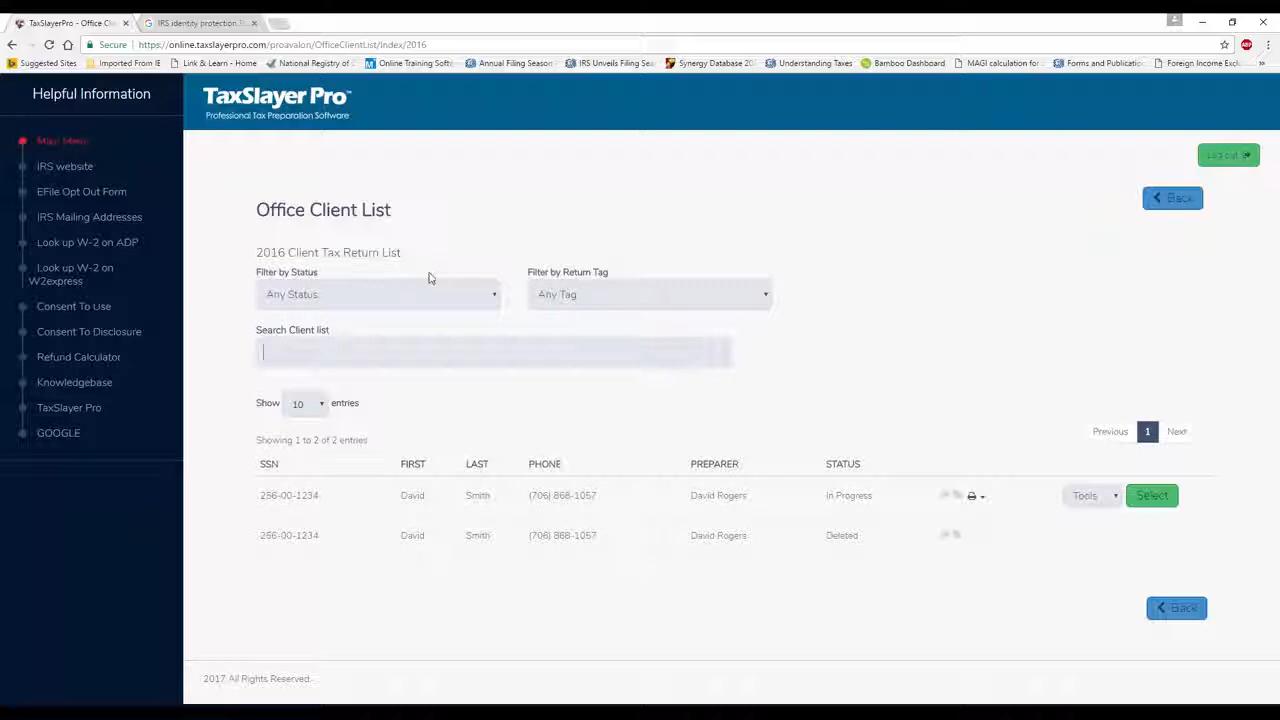 TaxSlayerPro - Office Cli
IRS identity protection
Secure
https://online.taxslayerpro.com/proavalon/OfficeClientList/Index/2016
Suggested Sites
Imported From IE
Link & Learn - Home
National Registry of
Online Training Softw
Annual Filing Season
IRS Unveils Filing Sea
Synergy Database 20
Understanding Taxes
Bamboo Dashboard
MAGI calculation for
Forms and Publicatio
Foreign Income Excl
Helpful Information
Main Menu
IRS website
EFile Opt Out Form
IRS Mailing Addresses
Look up W-2 on ADP
Look up W-2 on
W2express
Consent To Use
Consent To Disclosure
Refund Calculator
Knowledgebase
TaxSlayer Pro
GOOGLE
TaxSlayer Pro™
Professional Tax Preparation Software
Log out
Back
Office Client List
2016 Client Tax Return List
Filter by Status
Filter by Return Tag
Any Status
Any Tag
Search Client list
Show 10 entries
Showing 1 to 2 of 2 entries
Previous 1 Next
SSN FIRST LAST PHONE PREPARER STATUS
256-00-1234 David Smith (706) 868-1057 David Rogers In Progress Tools Select
256-00-1234 David Smith (706) 868-1057 David Rogers Deleted
Back
2017 All Rights Reserved.